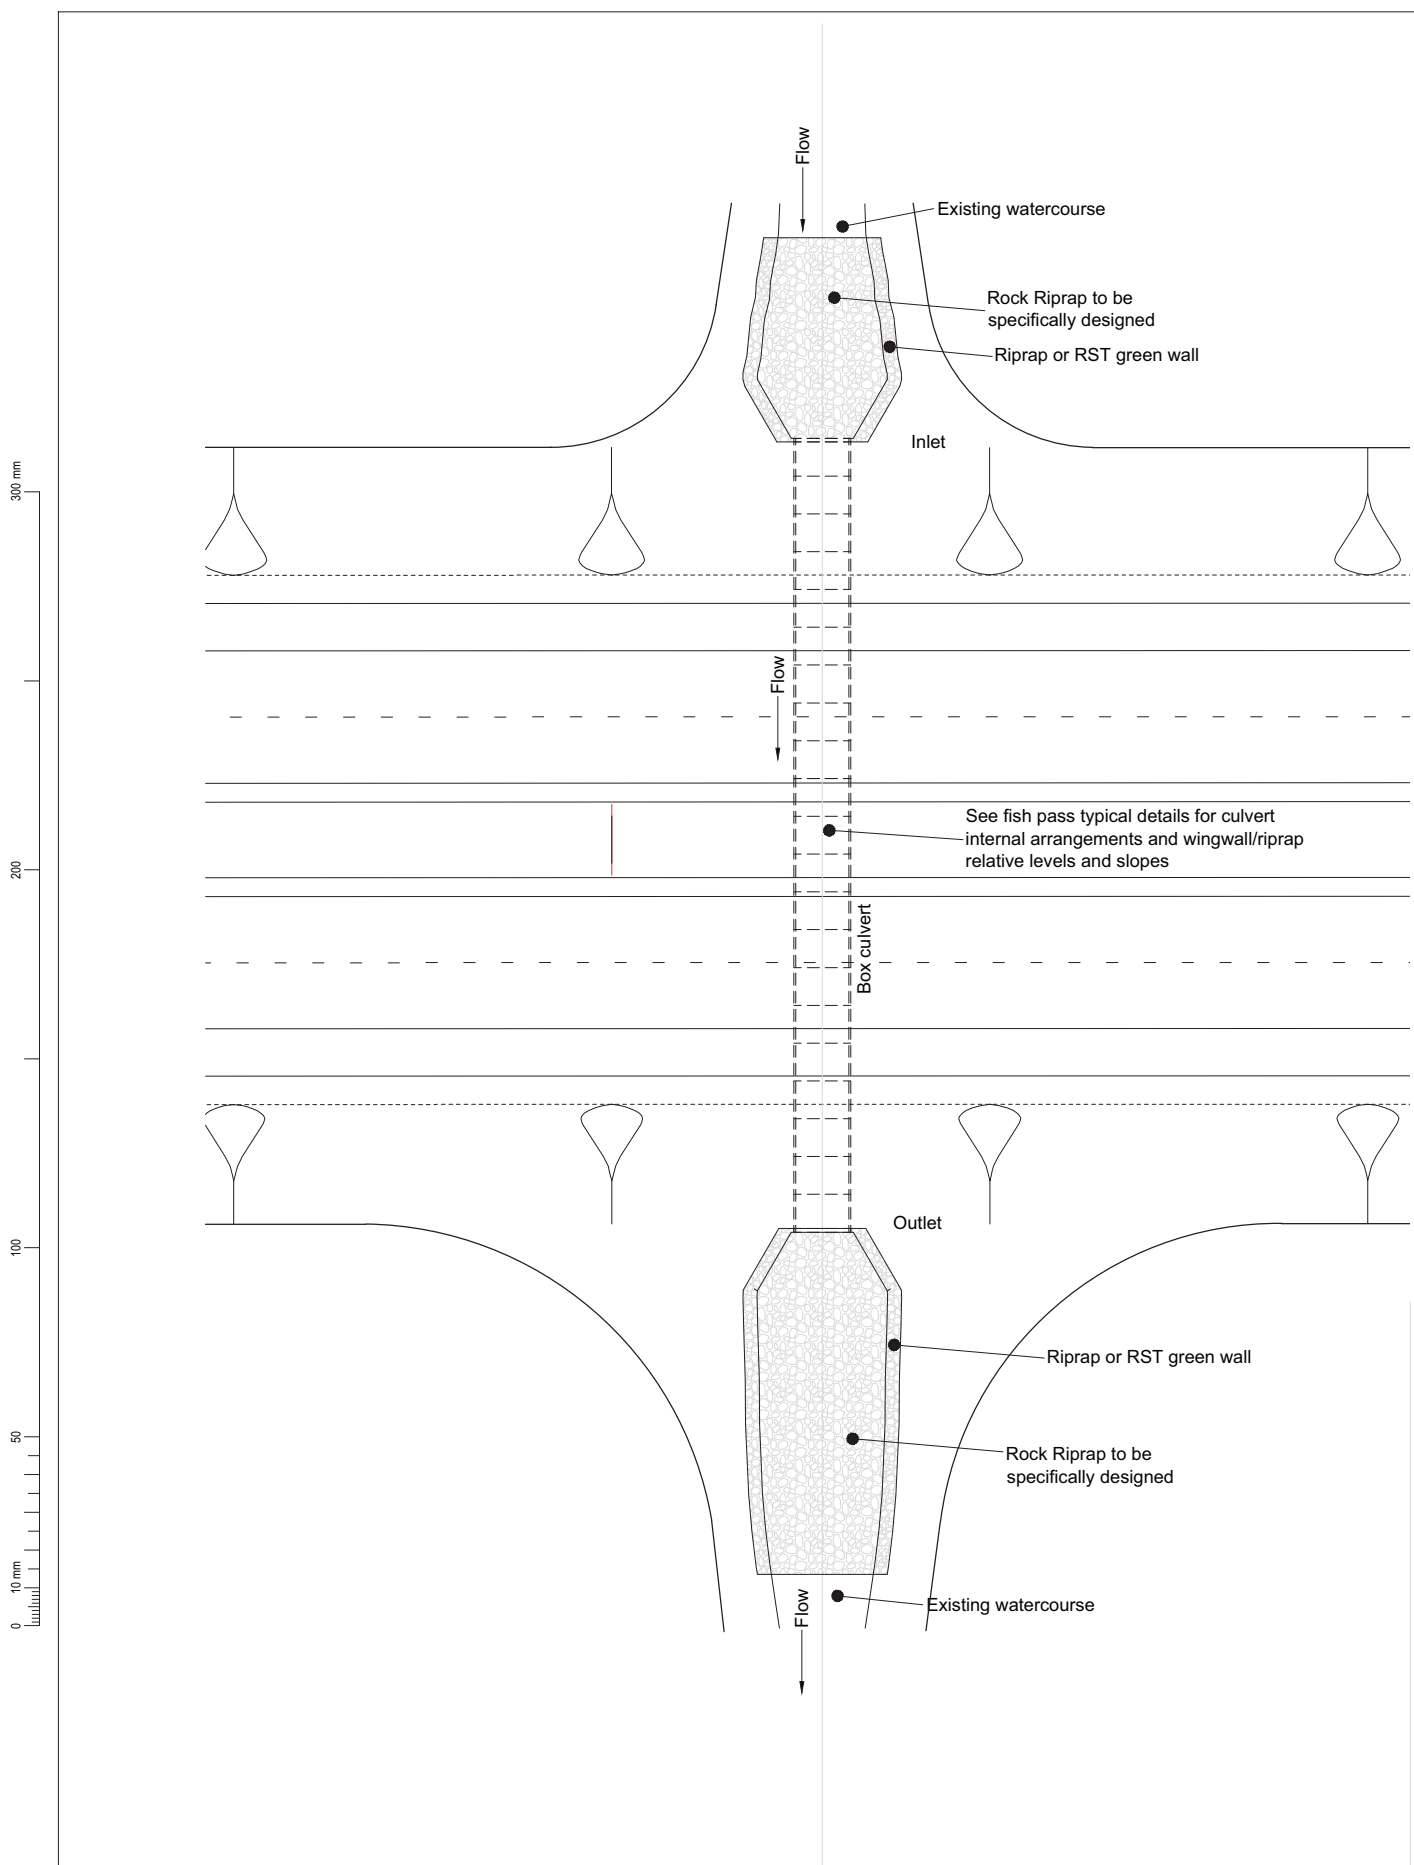 Flow
Existing watercourse
Rock Riprap to be
specifically designed
Riprap or RST green wall
Inlet
300 mm
Flow
See fish pass typical details for culvert
internal arrangements and wingwall/riprap
relative levels and slopes
200
Box culvert
Outlet
100
Riprap or RST green wall
50
Rock Riprap to be
specifically designed
10 mm
0
Existing watercourse
Flow